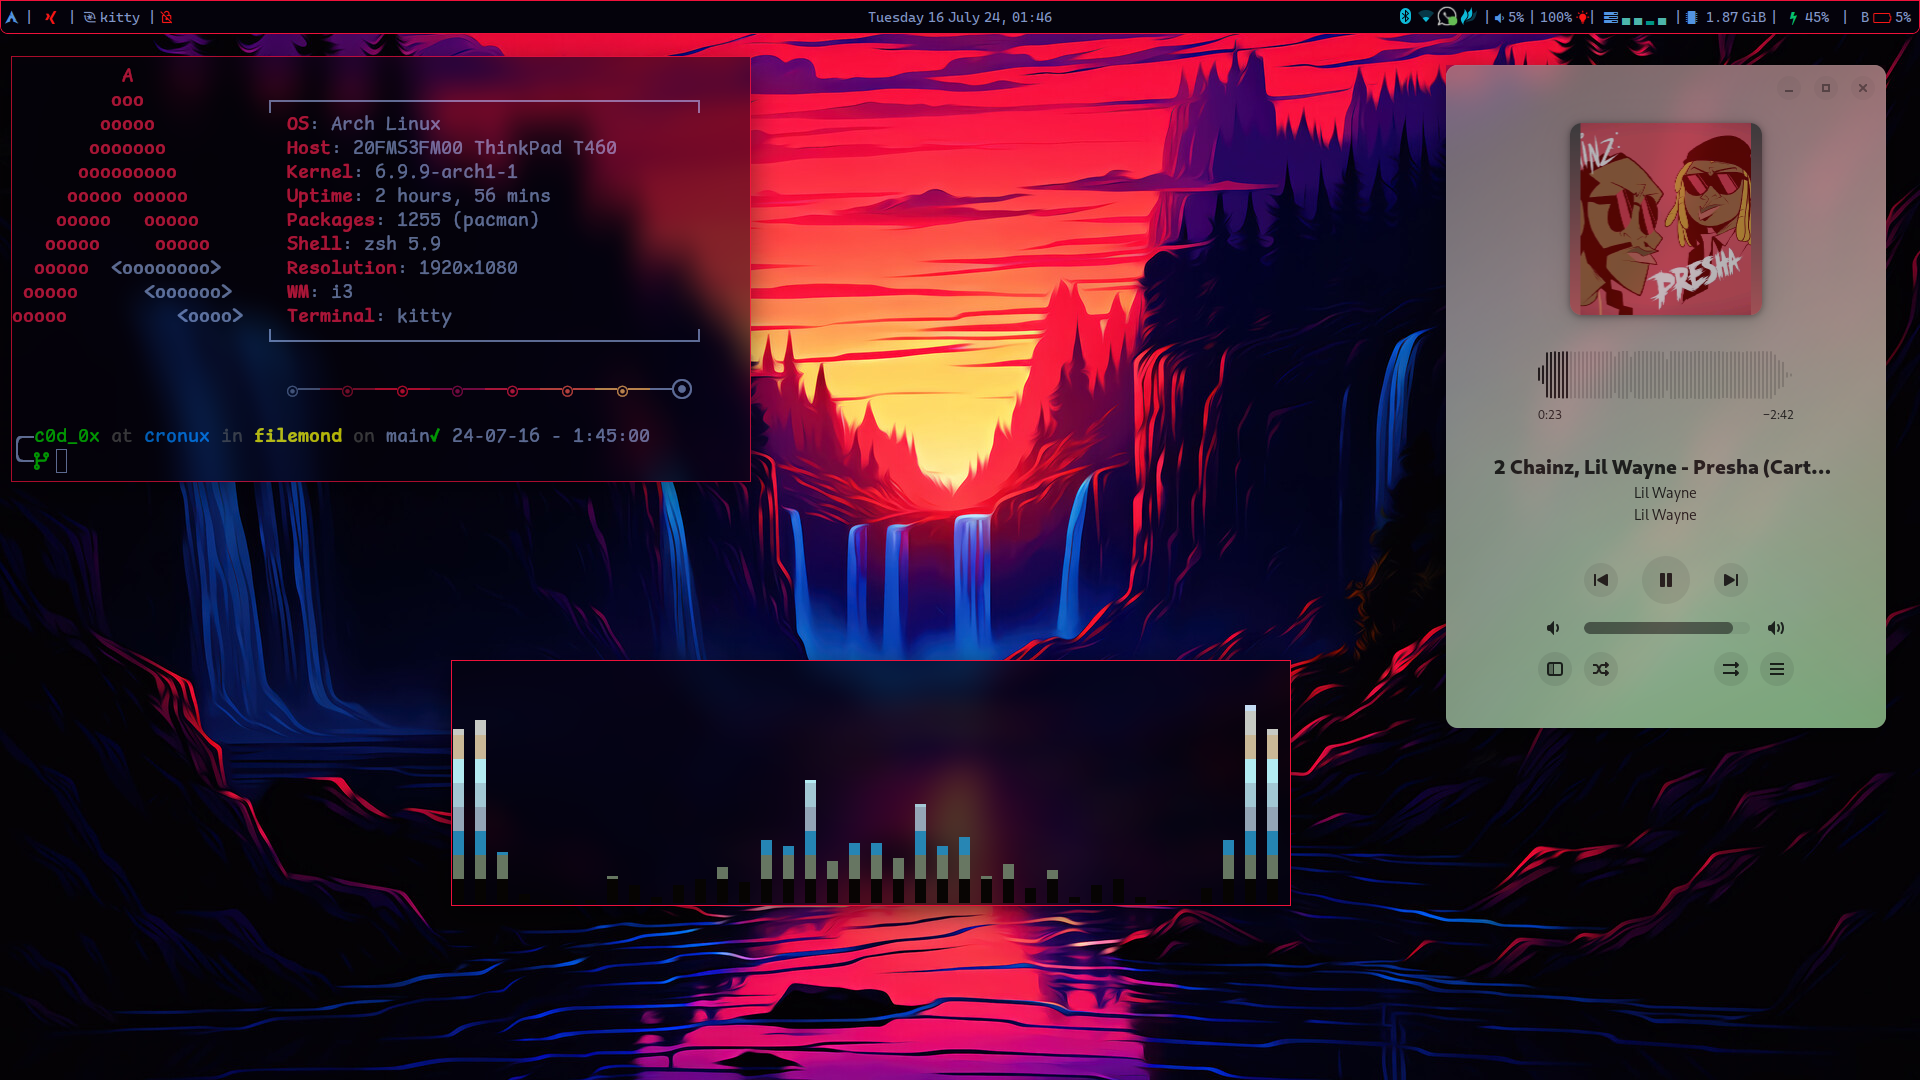 kitty
Tuesday 16 July 24, 01:46
5% 100% 1.87 GiB 45% B 5%
A
ooo
ooooo
ooooooo
ooooooooo
ooooo ooooo
ooooo ooooo
ooooo ooooo
ooooo <oooooooo>
ooooo <oooooo>
ooooo <oooo>
OS: Arch Linux
Host: 20FMS3FM00 ThinkPad T460
Kernel: 6.9.9-arch1-1
Uptime: 2 hours, 56 mins
Packages: 1255 (pacman)
Shell: zsh 5.9
Resolution: 1920x1080
WM: i3
Terminal: kitty
c0d_0x at cronux in filemond on main✓ 24-07-16 - 1:45:00
INZ
PRESHA
0:23 −2:42
2 Chainz, Lil Wayne - Presha (Cart...
Lil Wayne
Lil Wayne